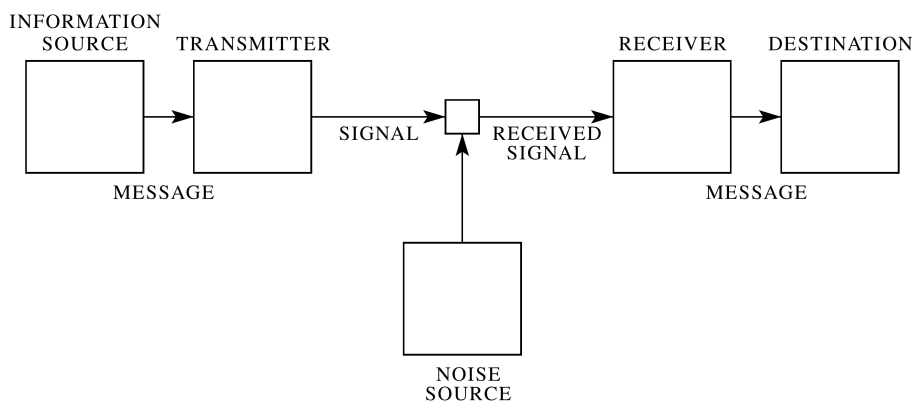 INFORMATION
SOURCE
TRANSMITTER
RECEIVER
DESTINATION
SIGNAL
RECEIVED
SIGNAL
MESSAGE
MESSAGE
NOISE
SOURCE